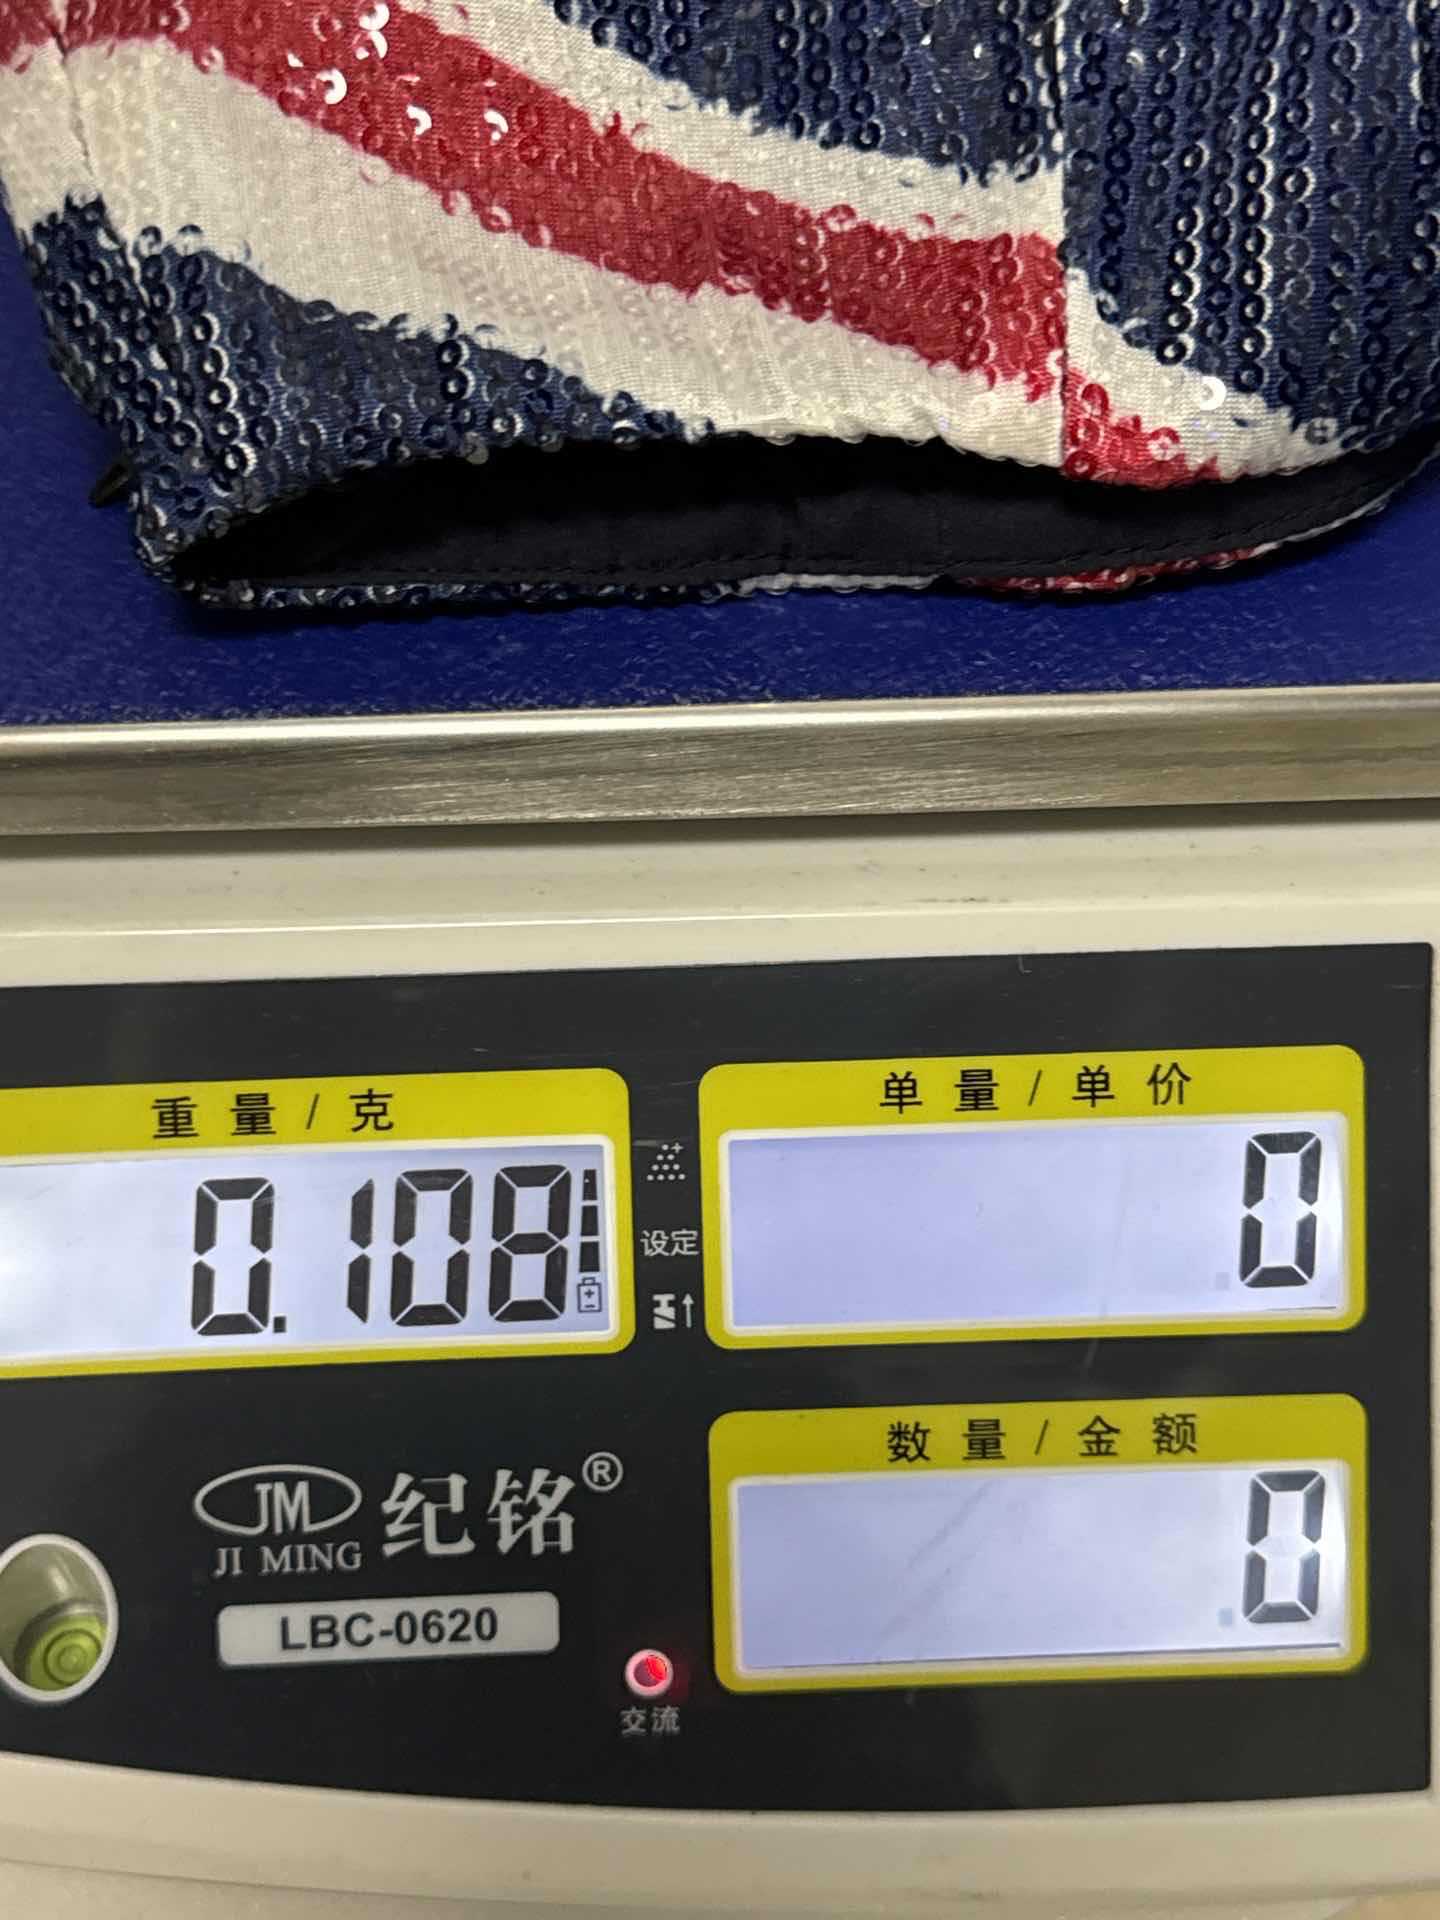 重量/克
单量/单价
0.108
0
设定
数量/金额
0
JM 纪铭®
JI MING
LBC-0620
交流